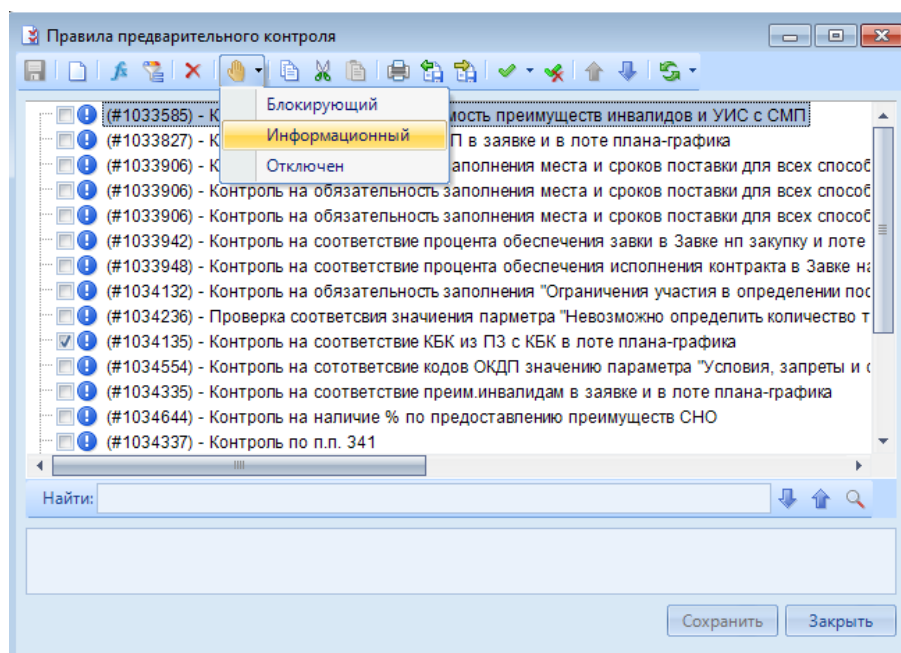 Правила предварительного контроля
Блокирующий
Информационный
Отключен
(#1033585) - К мость преимуществ инвалидов и УИС с СМП
(#1033827) - К П в заявке и в лоте плана-графика
(#1033906) - К аполнения места и сроков поставки для всех способ
(#1033906) - Контроль на обязательность заполнения места и сроков поставки для всех способ
(#1033906) - Контроль на обязательность заполнения места и сроков поставки для всех способ
(#1033942) - Контроль на соответствие процента обеспечения завки в Завке нп закупку и лоте
(#1033948) - Контроль на соответствие процента обеспечения исполнения контракта в Завке на
(#1034132) - Контроль на обязательность заполнения "Ограничения участия в определении пос
(#1034236) - Проверка соответсвия значиения парметра "Невозможно определить количество т
(#1034135) - Контроль на соответствие КБК из ПЗ с КБК в лоте плана-графика
(#1034554) - Контроль на сотответсвие кодов ОКДП значению параметра "Условия, запреты и о
(#1034335) - Контроль на соответствие преим.инвалидам в заявке и в лоте плана-графика
(#1034644) - Контроль на наличие % по предоставлению преимуществ СНО
(#1034337) - Контроль по п.п. 341
Найти:
Сохранить
Закрыть